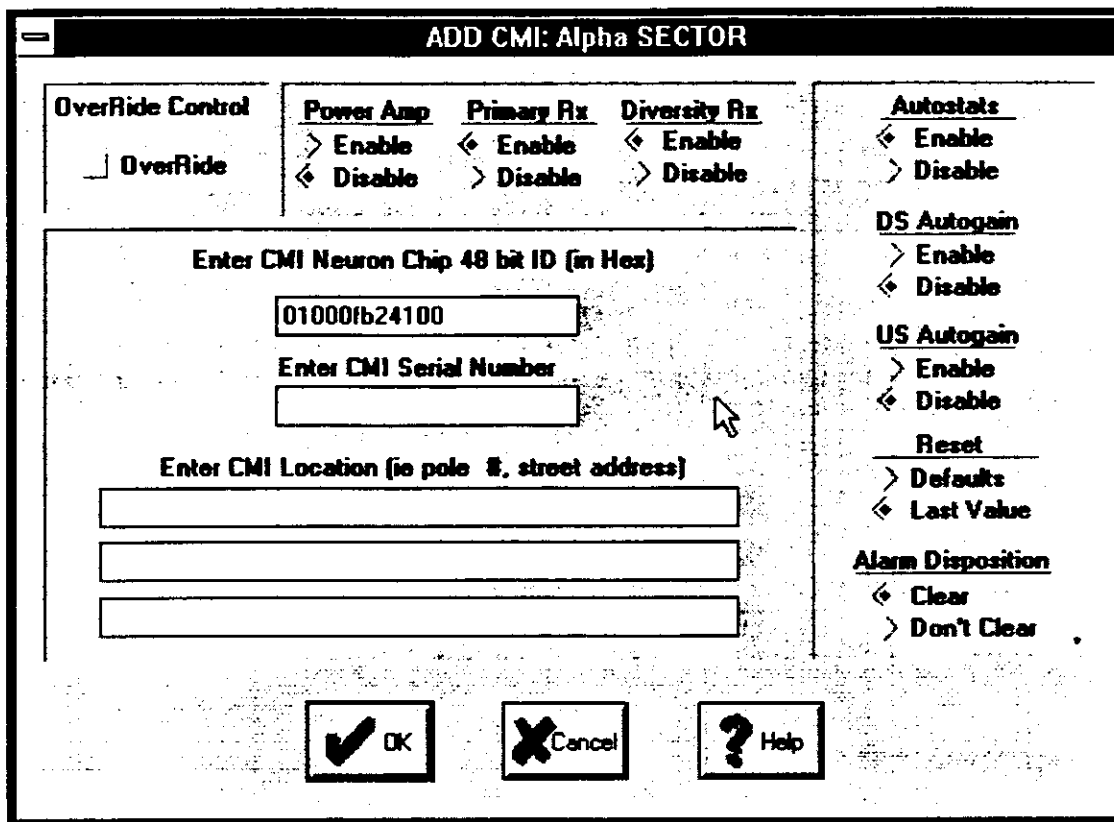 ADD CMI: Alpha SECTOR
OverRide Control
OverRide
Power Amp
Enable
Disable
Primary Rx
Enable
Disable
Diversity Rx
Enable
Disable
Enter CMI Neuron Chip 48 bit ID (in Hex)
01000fb24100
Enter CMI Serial Number
Enter CMI Location (ie pole #, street address)
Autostats
Enable
Disable
DS Autogain
Enable
Disable
US Autogain
Enable
Disable
Reset
Defaults
Last Value
Alarm Disposition
Clear
Don't Clear
OK
Cancel
Help